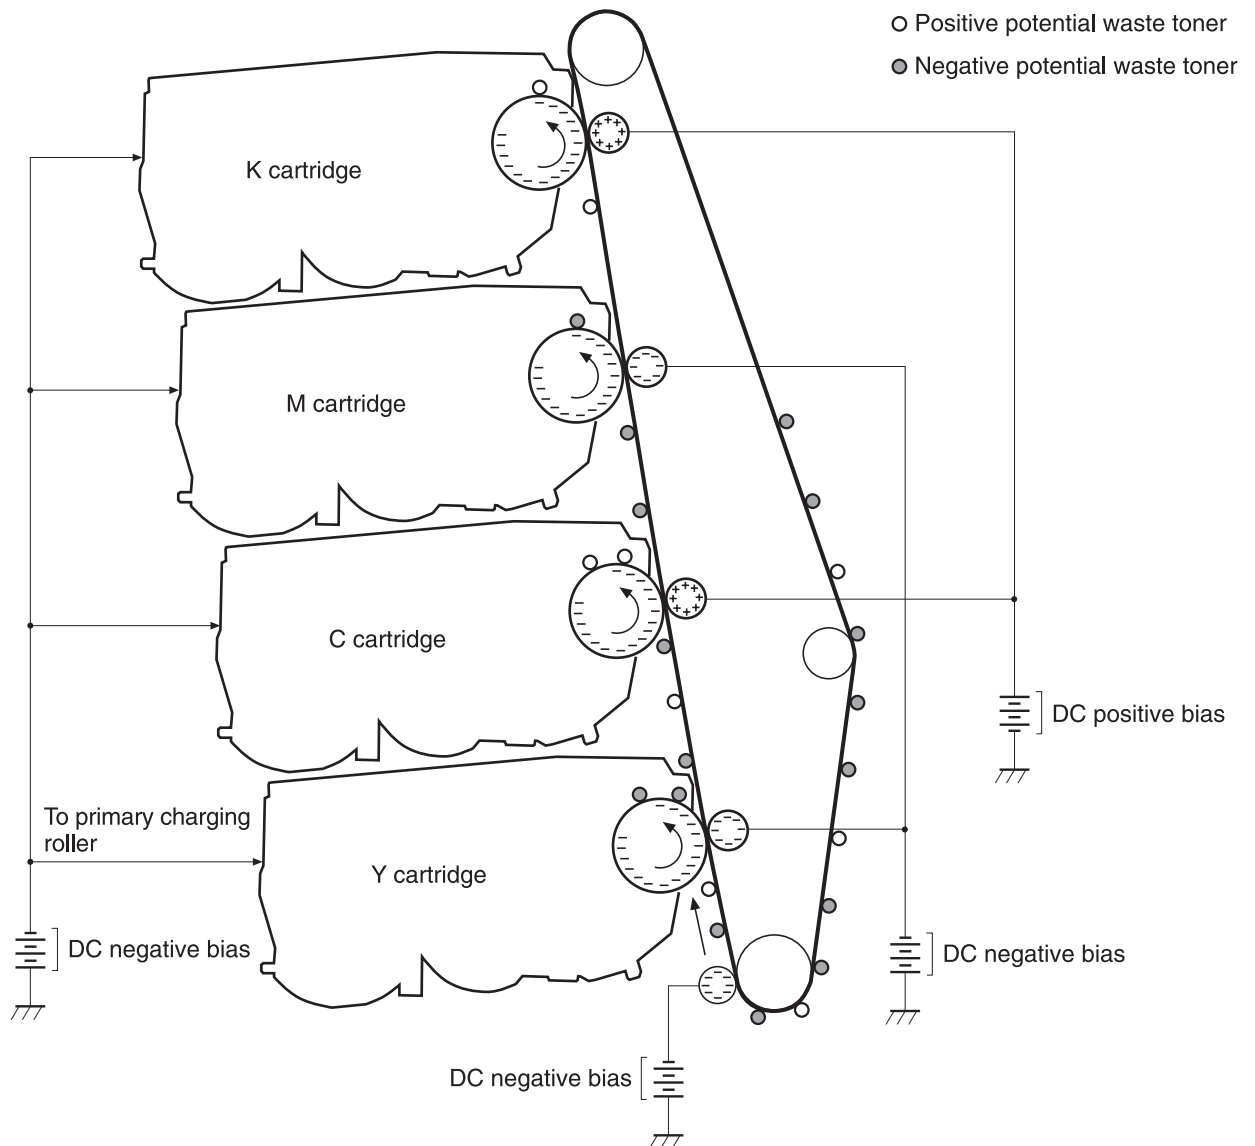 Positive potential waste toner
Negative potential waste toner
K cartridge
M cartridge
C cartridge
DC positive bias
To primary charging
roller
Y cartridge
DC negative bias
DC negative bias
DC negative bias